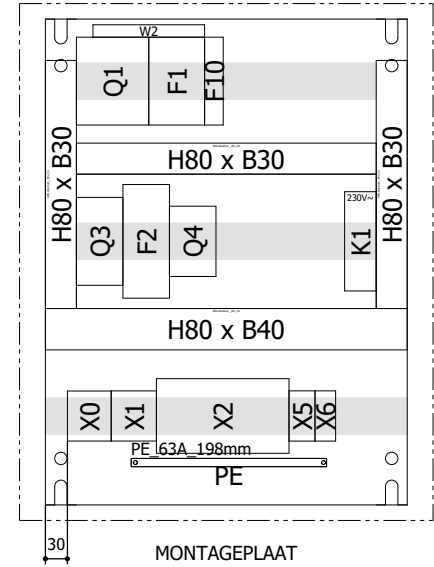 W2
Q1
F1
F10
H80 x B30
H80 x B30
H80 x B30
Q3
F2
Q4
230V~
K1
H80 x B40
X0
X1
X2
X5
X6
PE_63A_198mm
PE
30
MONTAGEPLAAT